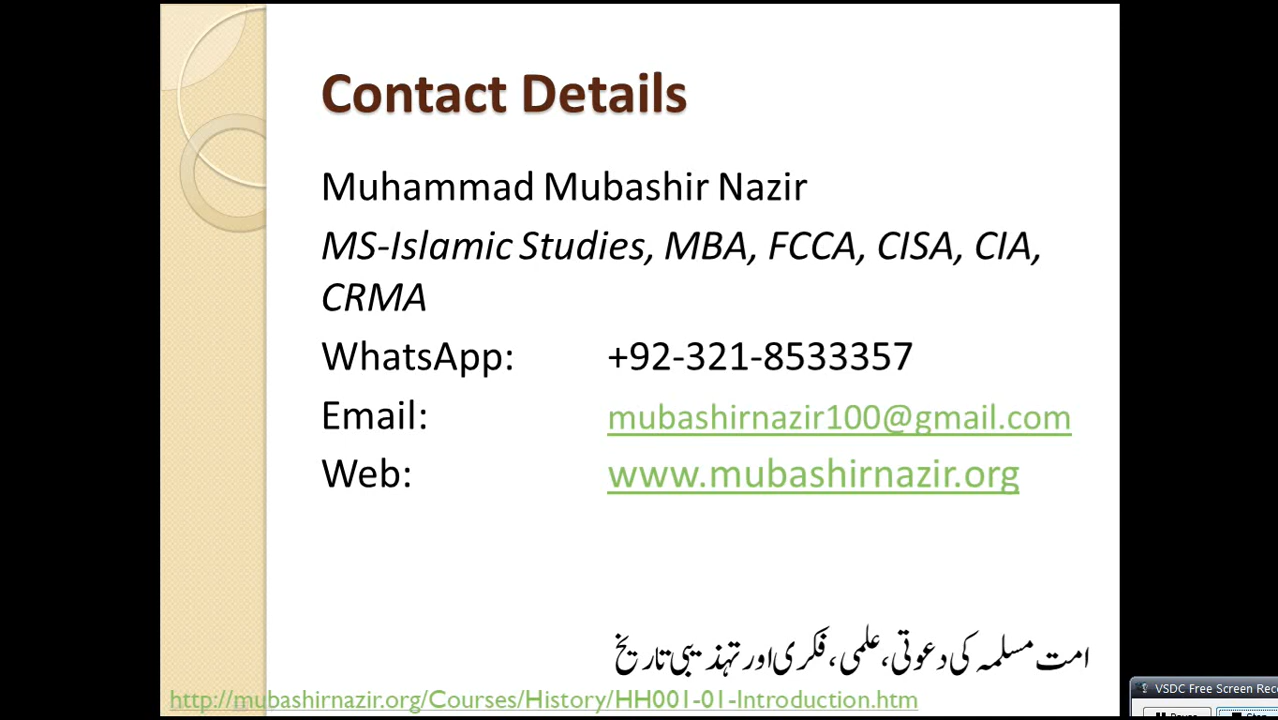 Contact Details
Muhammad Mubashir Nazir
MS-Islamic Studies, MBA, FCCA, CISA, CIA,
CRMA
WhatsApp: +92-321-8533357
Email: mubashirnazir100@gmail.com
Web: www.mubashirnazir.org
امت مسلمہ کی دعوتی، علمی، فکری اور تہذیبی تاریخ
http://mubashirnazir.org/Courses/History/HH001-01-Introduction.htm
VSDC Free Screen Rec